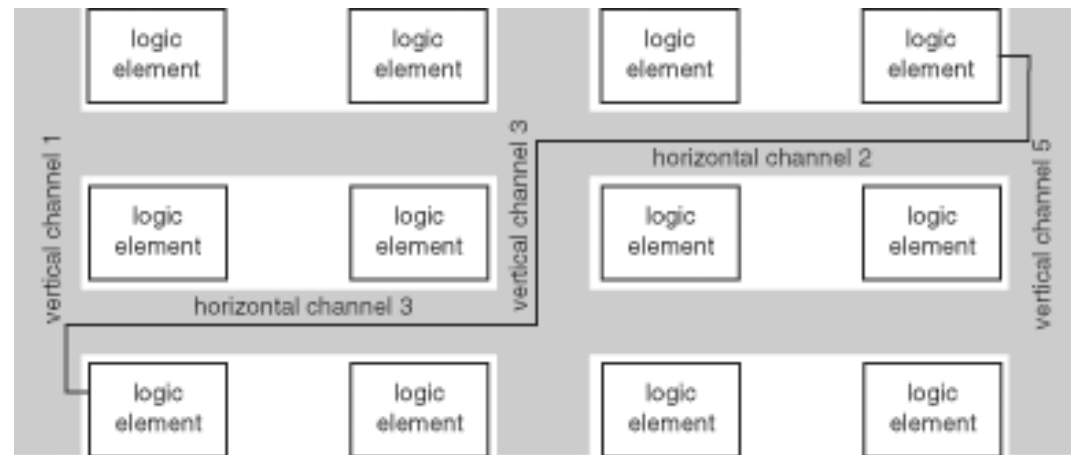 logic
element
logic
element
logic
element
logic
element
vertical channel 1
vertical channel 3
horizontal channel 2
vertical channel 5
logic
element
logic
element
logic
element
logic
element
horizontal channel 3
logic
element
logic
element
logic
element
logic
element